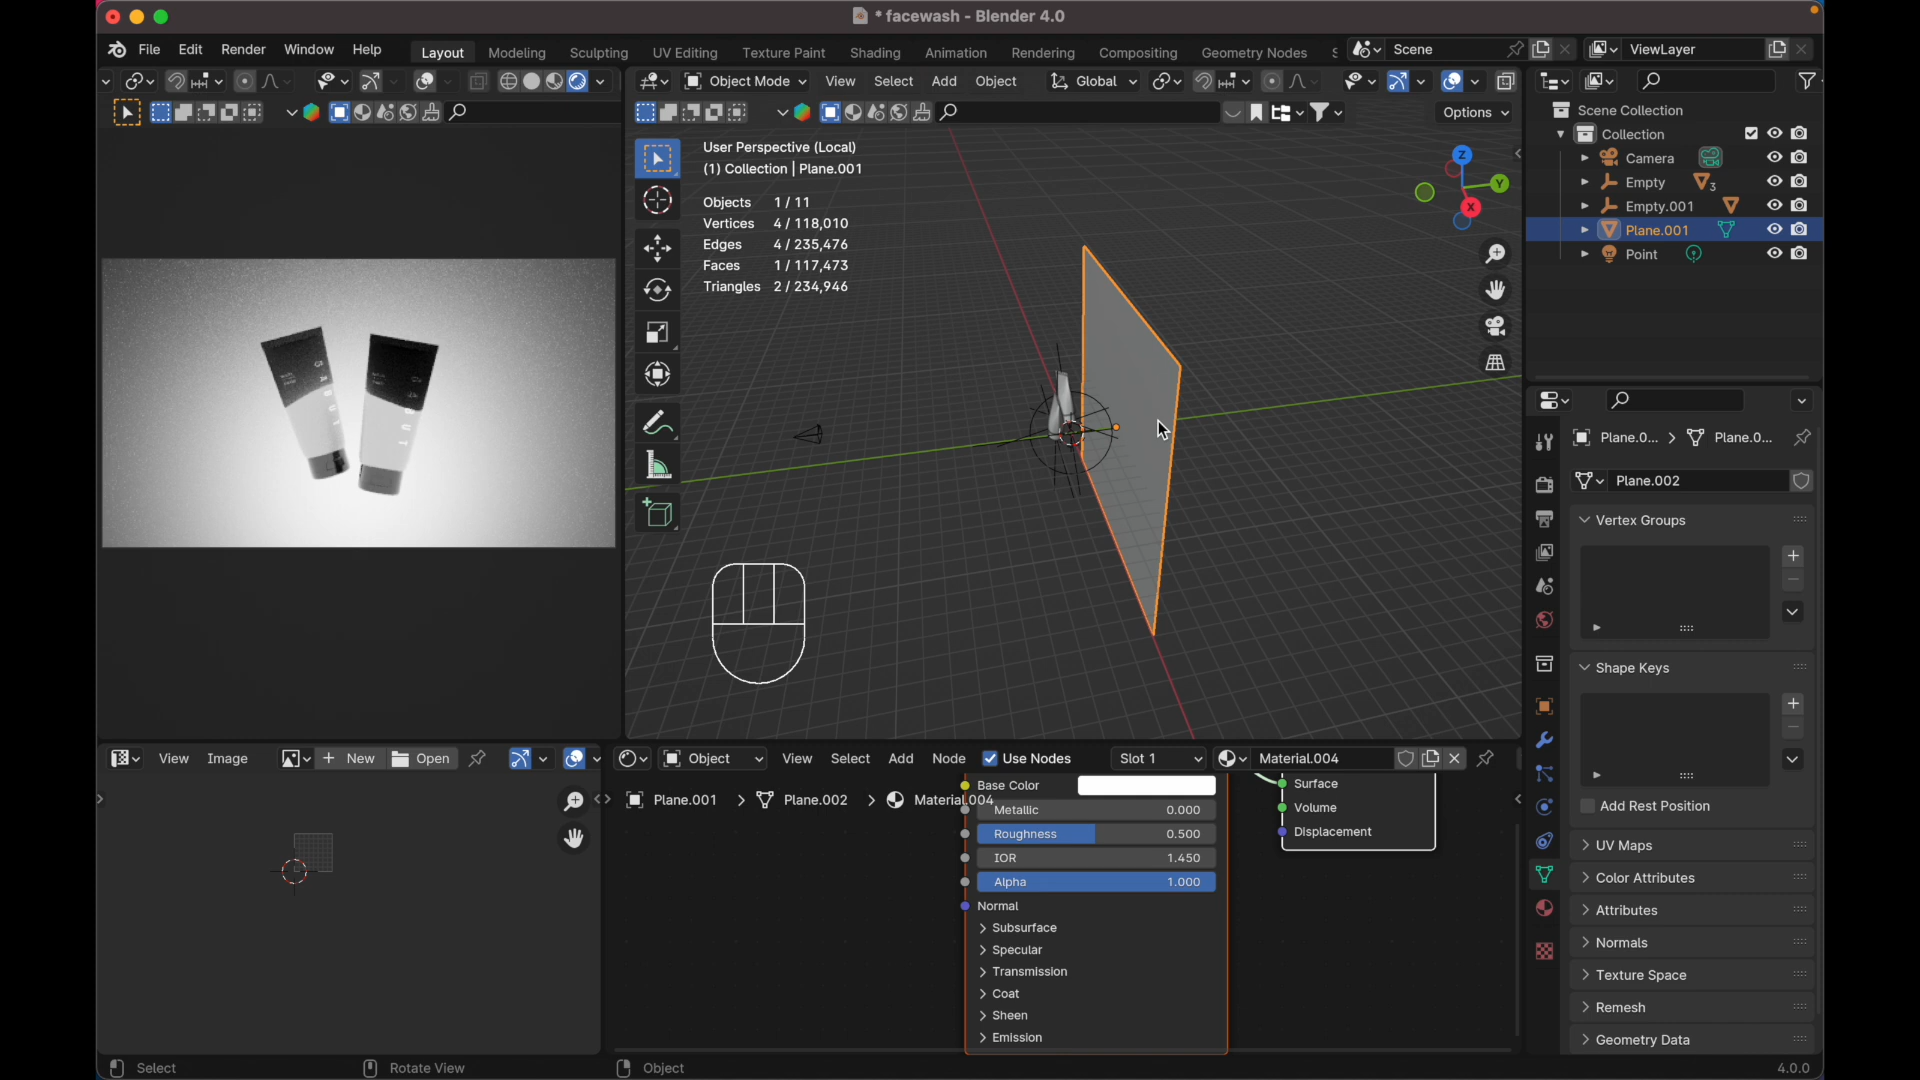 * facewash - Blender 4.0
File Edit Render Window Help
Layout Modeling Sculpting UV Editing Texture Paint Shading Animation Rendering Compositing Geometry Nodes
Scene
ViewLayer
Object Mode View Select Add Object
Global
Options
User Perspective (Local)
(1) Collection | Plane.001
Objects 1 / 11
Vertices 4 / 118,010
Edges 4 / 235,476
Faces 1 / 117,473
Triangles 2 / 234,946
Z
Y
X
Scene Collection
Collection
Camera
Empty 3
Empty.001
Plane.001
Point
Plane.0... > Plane.0...
Plane.002
Vertex Groups
Shape Keys
Add Rest Position
UV Maps
Color Attributes
Attributes
Normals
Texture Space
Remesh
Geometry Data
View Image
New
Open
Object View Select Add Node Use Nodes
Slot 1
Material.004
Plane.001 > Plane.002 > Material.004
Base Color
Metallic 0.000
Roughness 0.500
IOR 1.450
Alpha 1.000
Normal
Subsurface
Specular
Transmission
Coat
Sheen
Emission
Surface
Volume
Displacement
Select
Rotate View
Object
4.0.0